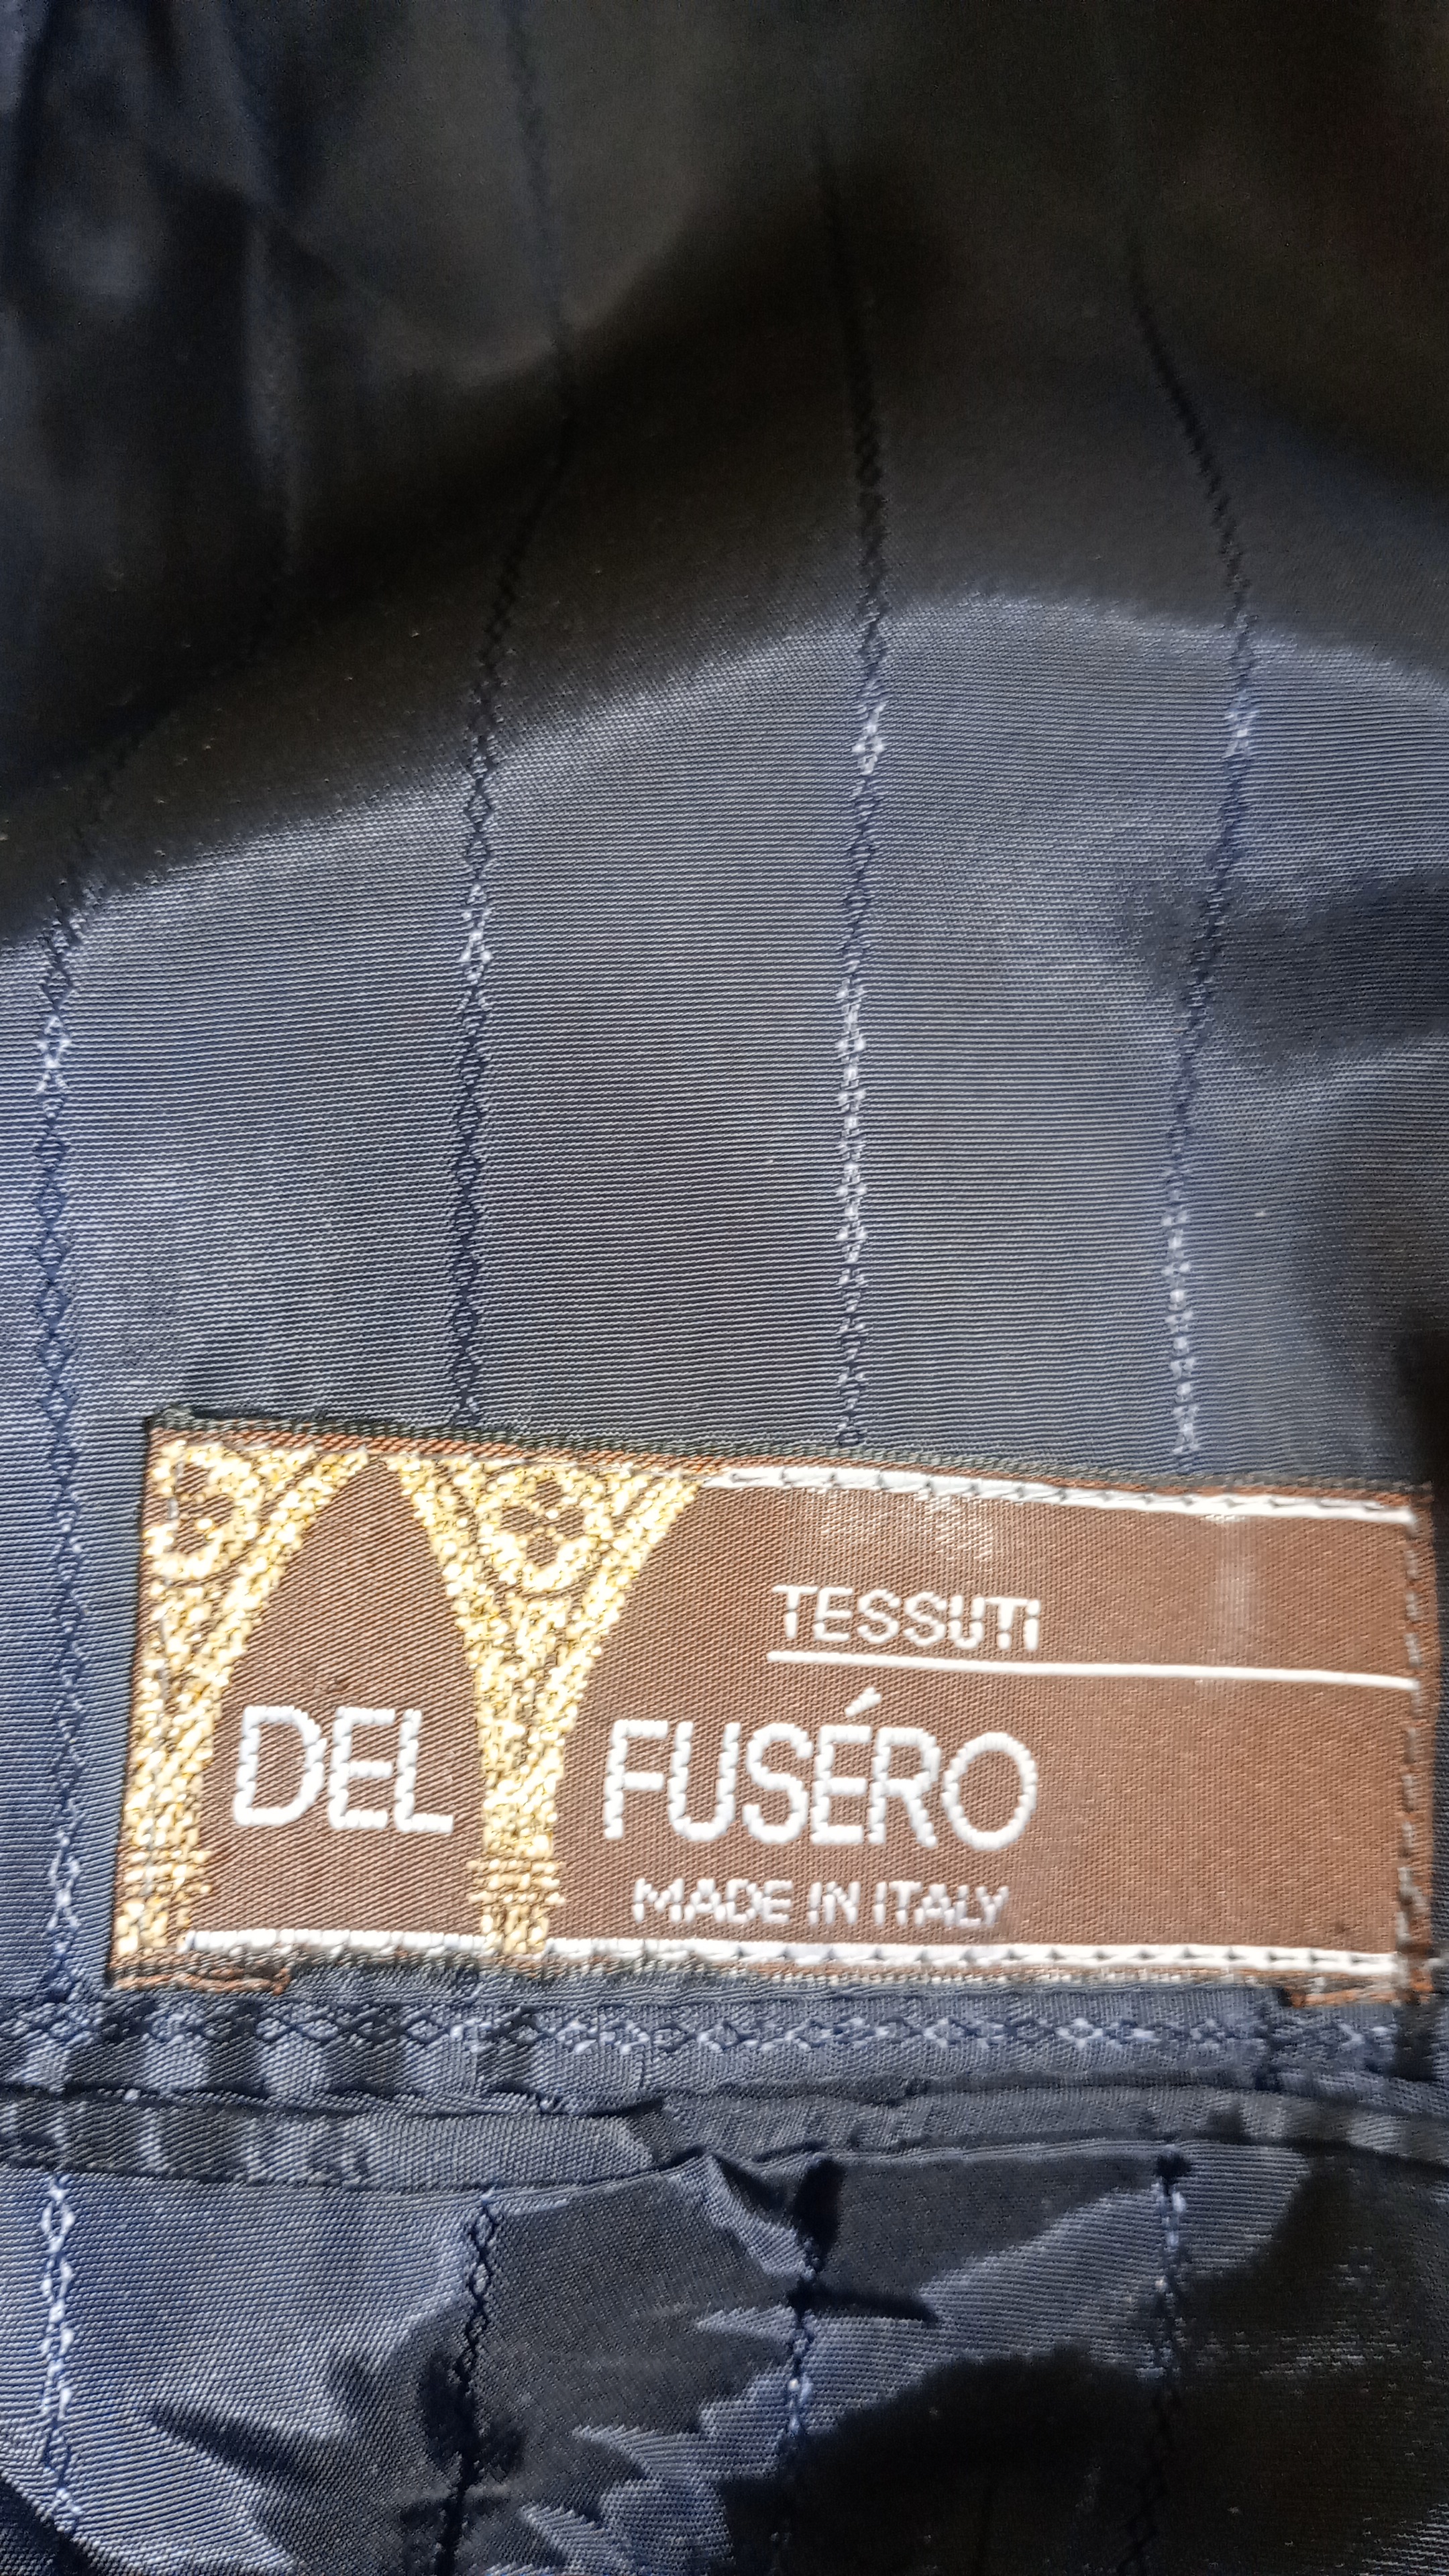 TESSUTi
DEL FUSÉRO
MADE IN ITALY